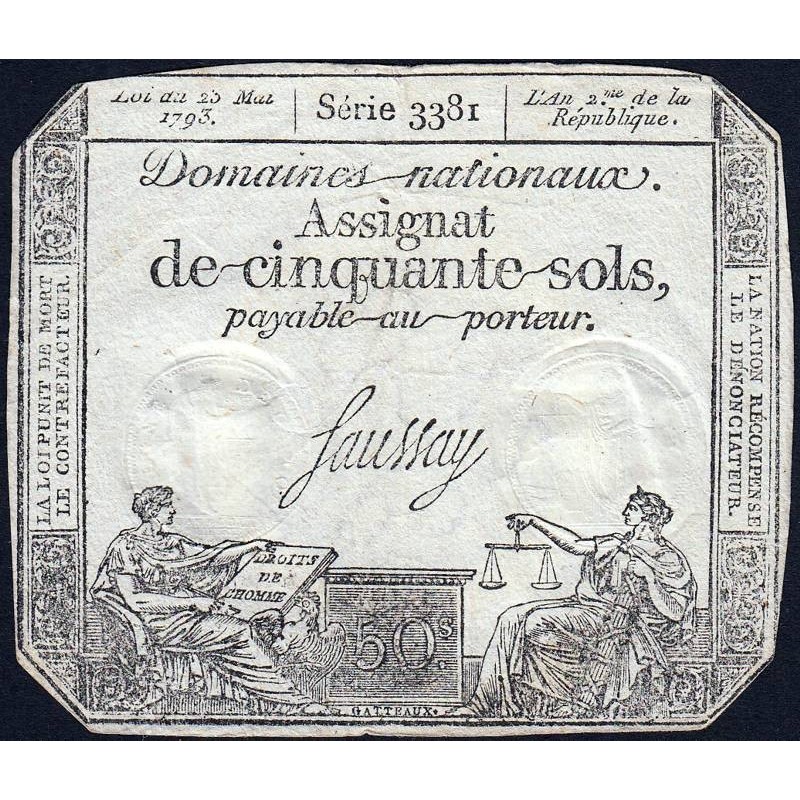 Loi du 23 Mai
1793.
Série 3381
L'An 2.me de la
République.
Domaines nationaux.
Assignat
de cinquante sols,
payable au porteur.
LA LOI PUNIT DE MORT
LE CONTREFACTEUR.
LA NATION RÉCOMPENSE
LE DÉNONCIATEUR.
Saussay
DROITS
DE
L'HOMME
50.s
GATTEAUX.